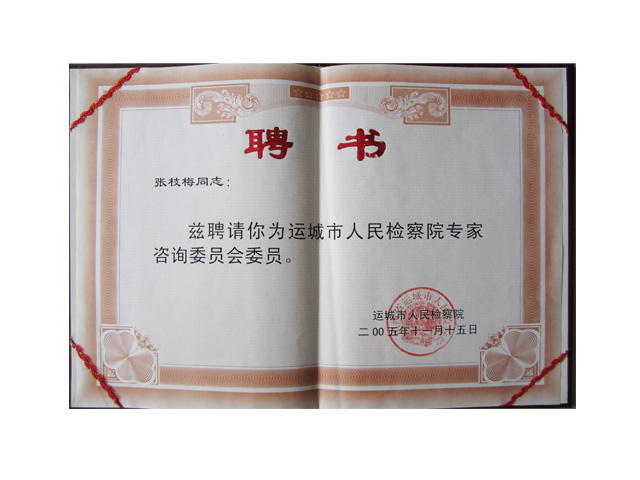 聘书
张枝梅同志：
兹聘请你为运城市人民检察院专家
咨询委员会委员。
运城市人民检察院
二00五年十一月十五日